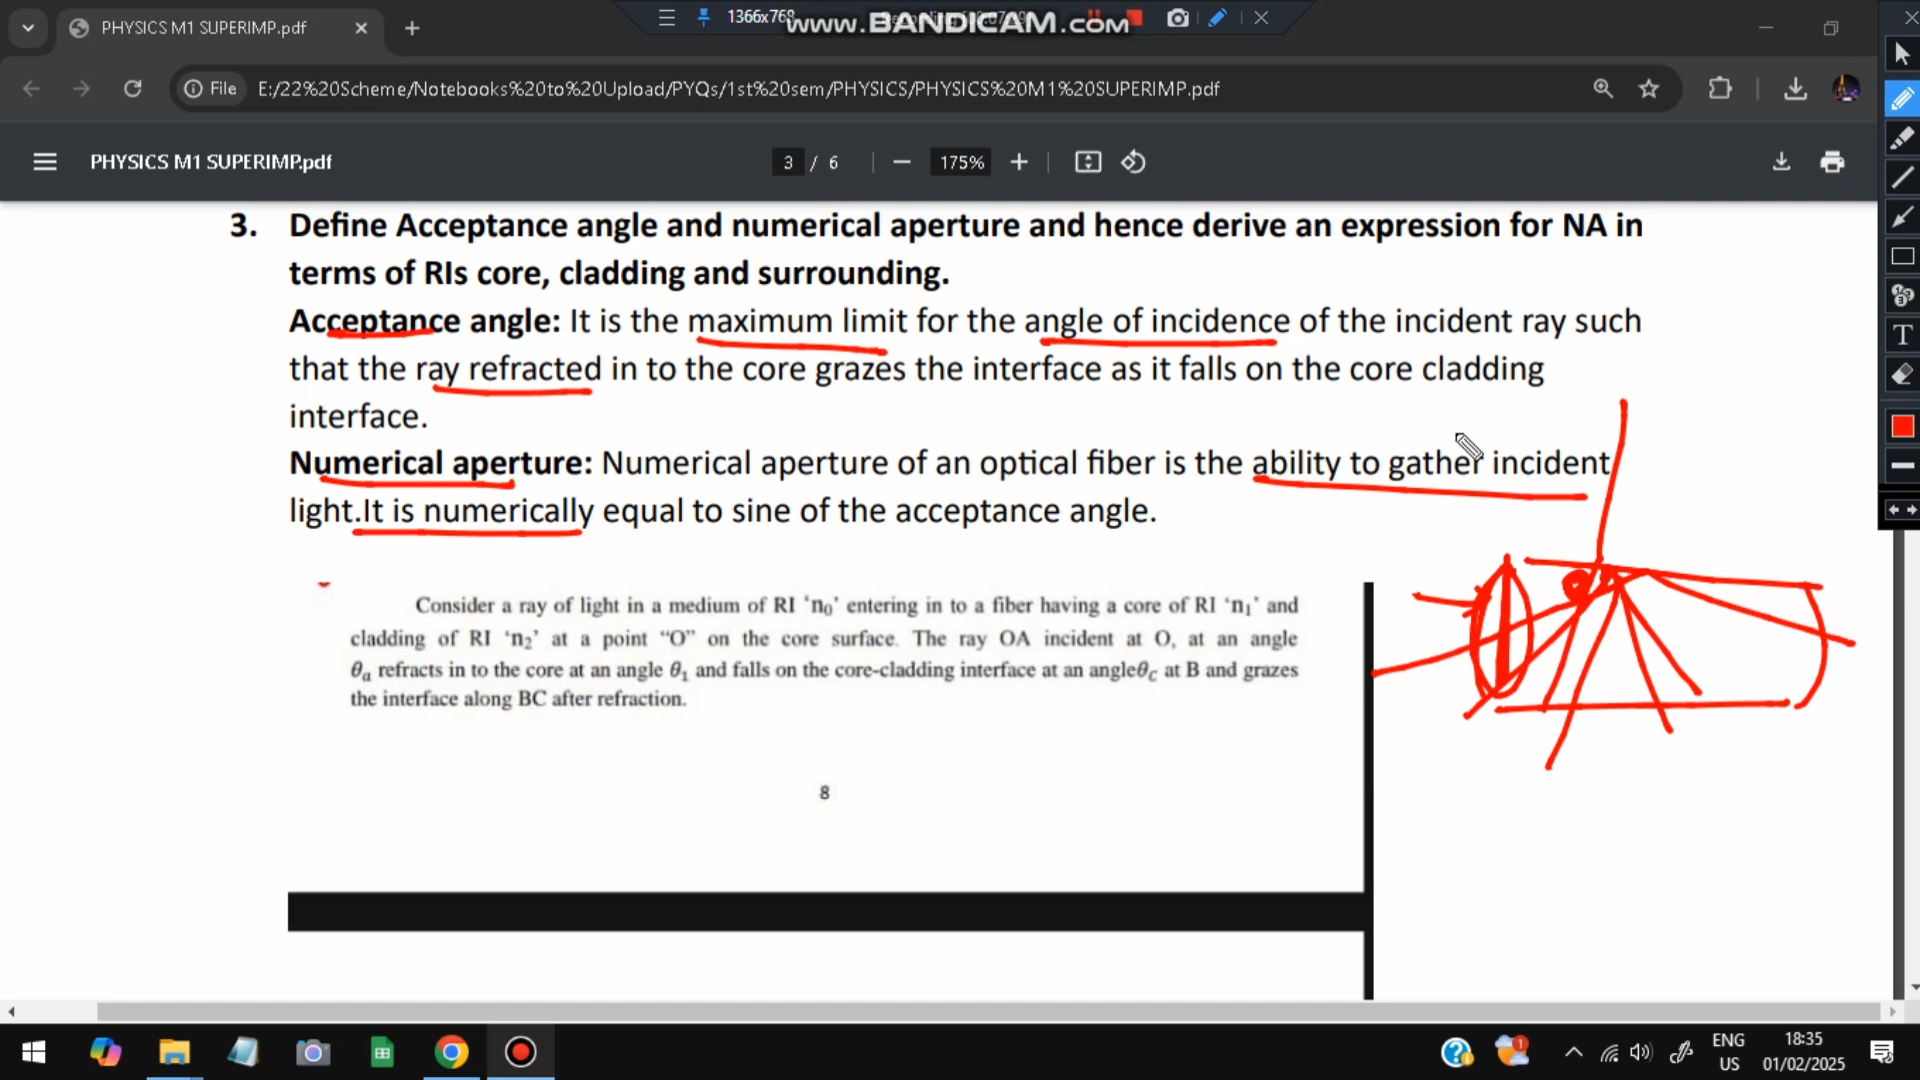 PHYSICS M1 SUPERIMP.pdf
1366x768
www.BANDICAM.com
File
E:/22%20Scheme/Notebooks%20to%20Upload/PYQs/1st%20sem/PHYSICS/PHYSICS%20M1%20SUPERIMP.pdf
PHYSICS M1 SUPERIMP.pdf
3 / 6
175%
3. Define Acceptance angle and numerical aperture and hence derive an expression for NA in
terms of RIs core, cladding and surrounding.
Acceptance angle: It is the maximum limit for the angle of incidence of the incident ray such
that the ray refracted in to the core grazes the interface as it falls on the core cladding
interface.
Numerical aperture: Numerical aperture of an optical fiber is the ability to gather incident
light.It is numerically equal to sine of the acceptance angle.
Consider a ray of light in a medium of RI ‘n₀’ entering in to a fiber having a core of RI ‘n₁’ and
cladding of RI ‘n₂’ at a point “O” on the core surface. The ray OA incident at O, at an angle
θₐ refracts in to the core at an angle θ₁ and falls on the core-cladding interface at an angleθ_C at B and grazes
the interface along BC after refraction.
8
T
1
ENG
US
18:35
01/02/2025